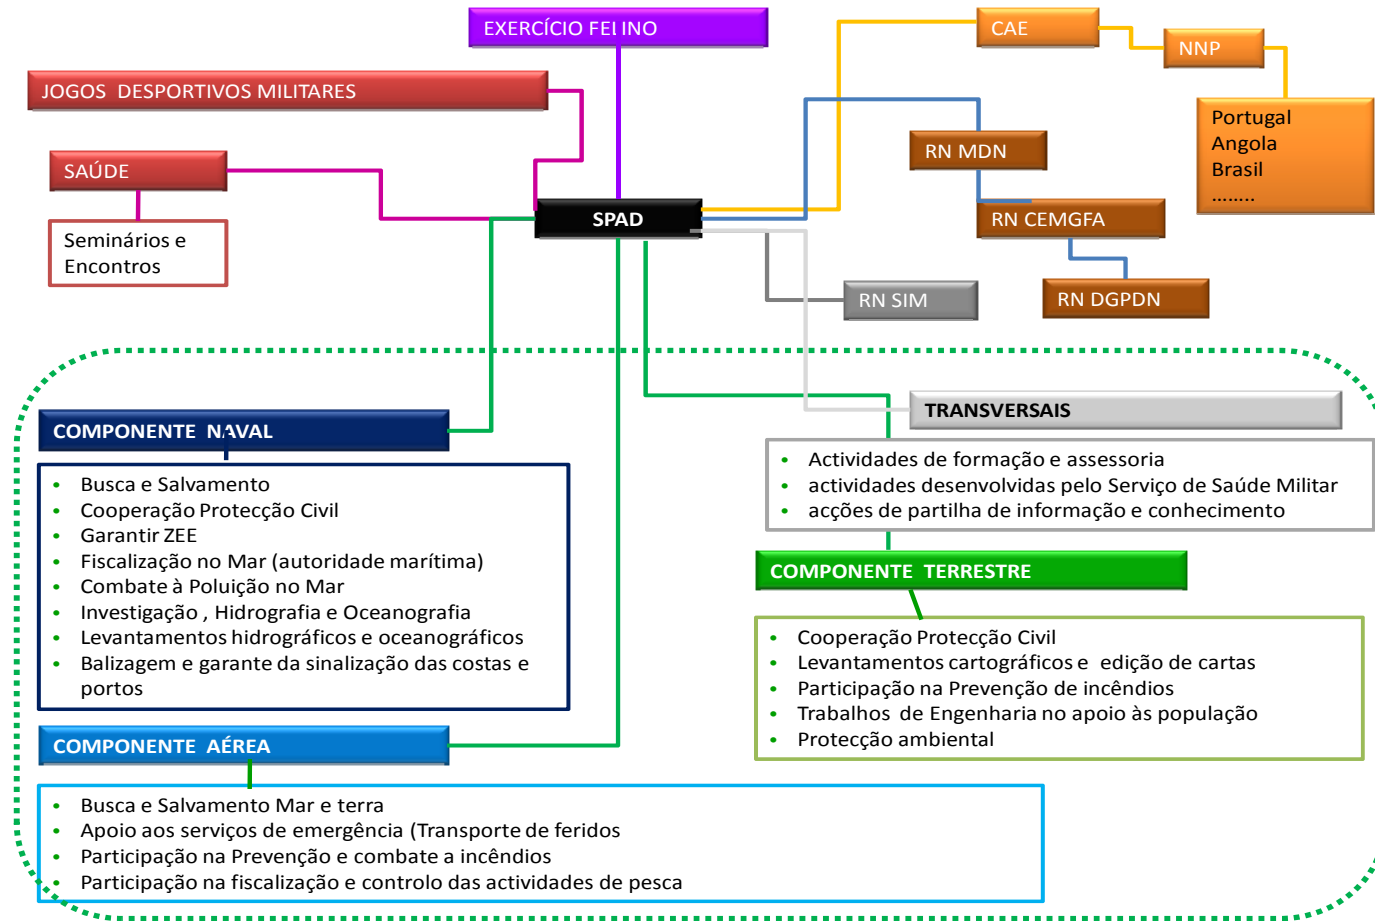 EXERCÍCIO FELINO
CAE
NNP
JOGOS DESPORTIVOS MILITARES
Portugal
Angola
Brasil
........
RN MDN
SAÚDE
SPAD
RN CEMGFA
Seminários e
Encontros
RN SIM
RN DGPDN
COMPONENTE NAVAL
• Busca e Salvamento
• Cooperação Protecção Civil
• Garantir ZEE
• Fiscalização no Mar (autoridade marítima)
• Combate à Poluição no Mar
• Investigação , Hidrografia e Oceanografia
• Levantamentos hidrográficos e oceanográficos
• Balizagem e garante da sinalização das costas e
portos
TRANSVERSAIS
• Actividades de formação e assessoria
• actividades desenvolvidas pelo Serviço de Saúde Militar
• acções de partilha de informação e conhecimento
COMPONENTE TERRESTRE
• Cooperação Protecção Civil
• Levantamentos cartográficos e edição de cartas
• Participação na Prevenção de incêndios
• Trabalhos de Engenharia no apoio às população
• Protecção ambiental
COMPONENTE AÉREA
• Busca e Salvamento Mar e terra
• Apoio aos serviços de emergência (Transporte de feridos
• Participação na Prevenção e combate a incêndios
• Participação na fiscalização e controlo das actividades de pesca